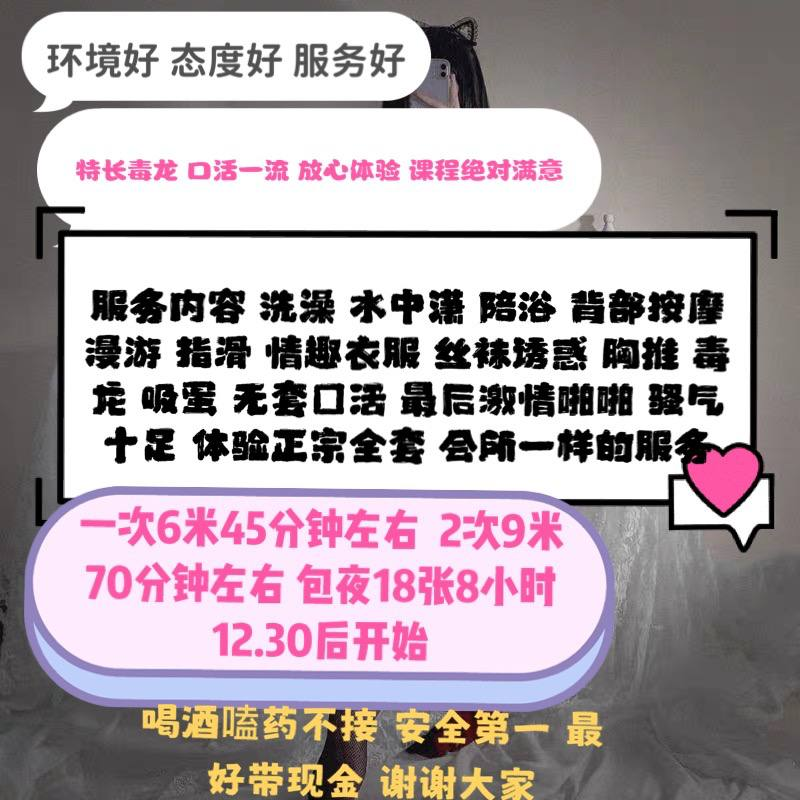 环境好 态度好 服务好
特长毒龙 口活一流 放心体验 课程绝对满意
服务内容 洗澡 水中潇 陪浴 背部按摩
漫游 指滑 情趣衣服 丝袜诱惑 胸推 毒
龙 吸蛋 无套口活 最后激情啪啪 骚气
十足 体验正宗全套 会所一样的服务
一次6米45分钟左右 2次9米
70分钟左右 包夜18张8小时
12.30后开始
喝酒嗑药不接 安全第一 最
好带现金 谢谢大家